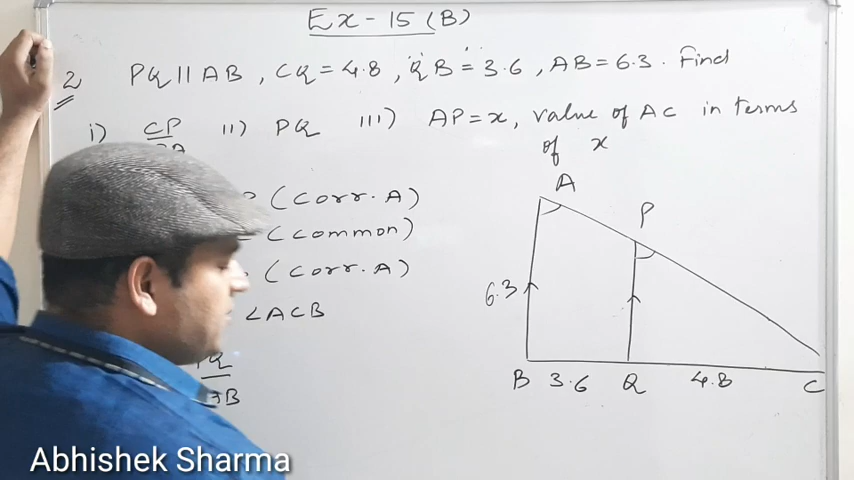 Ex - 15 (B)
2 PQ || AB , CQ = 4.8 , QB = 3.6 , AB = 6.3 . Find
i) CP ii) PQ iii) AP = x, value of AC in terms
of x
(Corr. A)
(Common)
(Corr. A)
∠ACB
PQ
B
A
P
6.3
B 3.6 Q 4.8 C
Abhishek Sharma